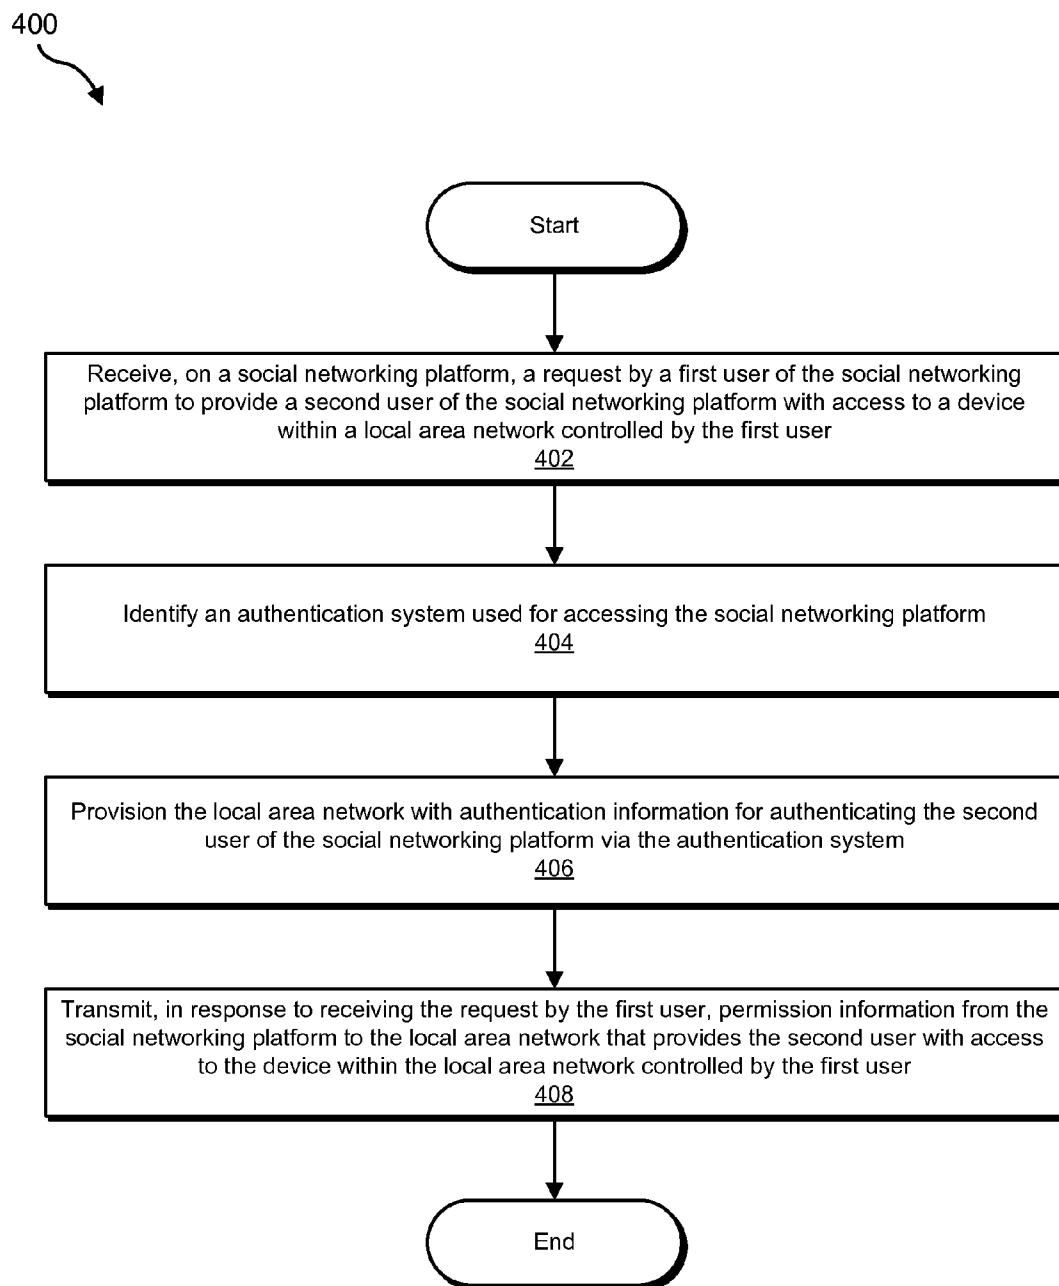 400
Start
Receive, on a social networking platform, a request by a first user of the social networking
platform to provide a second user of the social networking platform with access to a device
within a local area network controlled by the first user
402
Identify an authentication system used for accessing the social networking platform
404
Provision the local area network with authentication information for authenticating the second
user of the social networking platform via the authentication system
406
Transmit, in response to receiving the request by the first user, permission information from the
social networking platform to the local area network that provides the second user with access
to the device within the local area network controlled by the first user
408
End